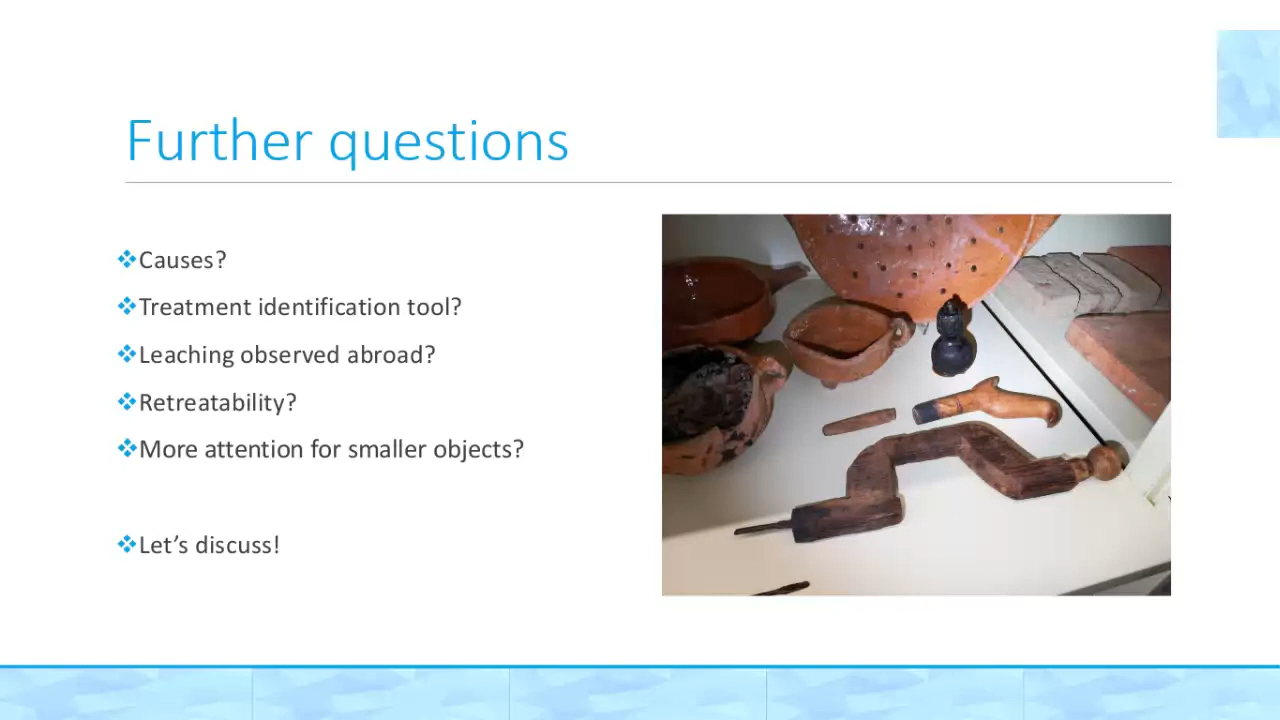 Further questions
Causes?
Treatment identification tool?
Leaching observed abroad?
Retreatability?
More attention for smaller objects?
Let’s discuss!